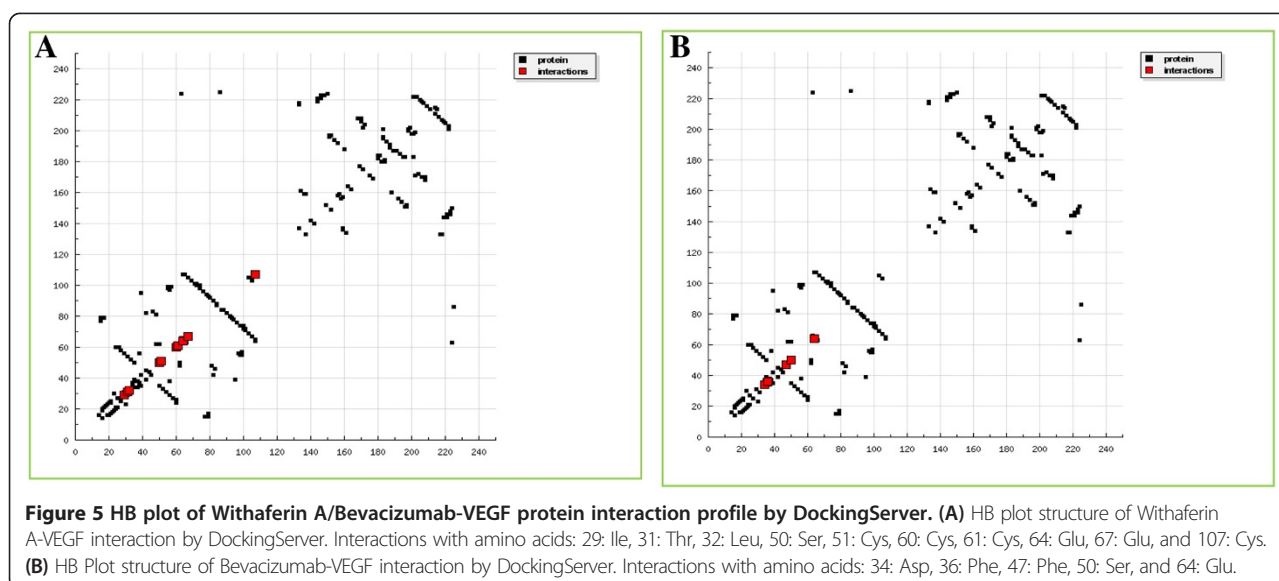 A
240
220
200
180
160
140
120
100
80
60
40
20
0
0 20 40 60 80 100 120 140 160 180 200 220 240
protein
interactions
B
240
220
200
180
160
140
120
100
80
60
40
20
0
0 20 40 60 80 100 120 140 160 180 200 220 240
protein
interactions
Figure 5 HB plot of Withaferin A/Bevacizumab-VEGF protein interaction profile by DockingServer. (A) HB plot structure of Withaferin
A-VEGF interaction by DockingServer. Interactions with amino acids: 29: Ile, 31: Thr, 32: Leu, 50: Ser, 51: Cys, 60: Cys, 61: Cys, 64: Glu, 67: Glu, and 107: Cys.
(B) HB Plot structure of Bevacizumab-VEGF interaction by DockingServer. Interactions with amino acids: 34: Asp, 36: Phe, 47: Phe, 50: Ser, and 64: Glu.